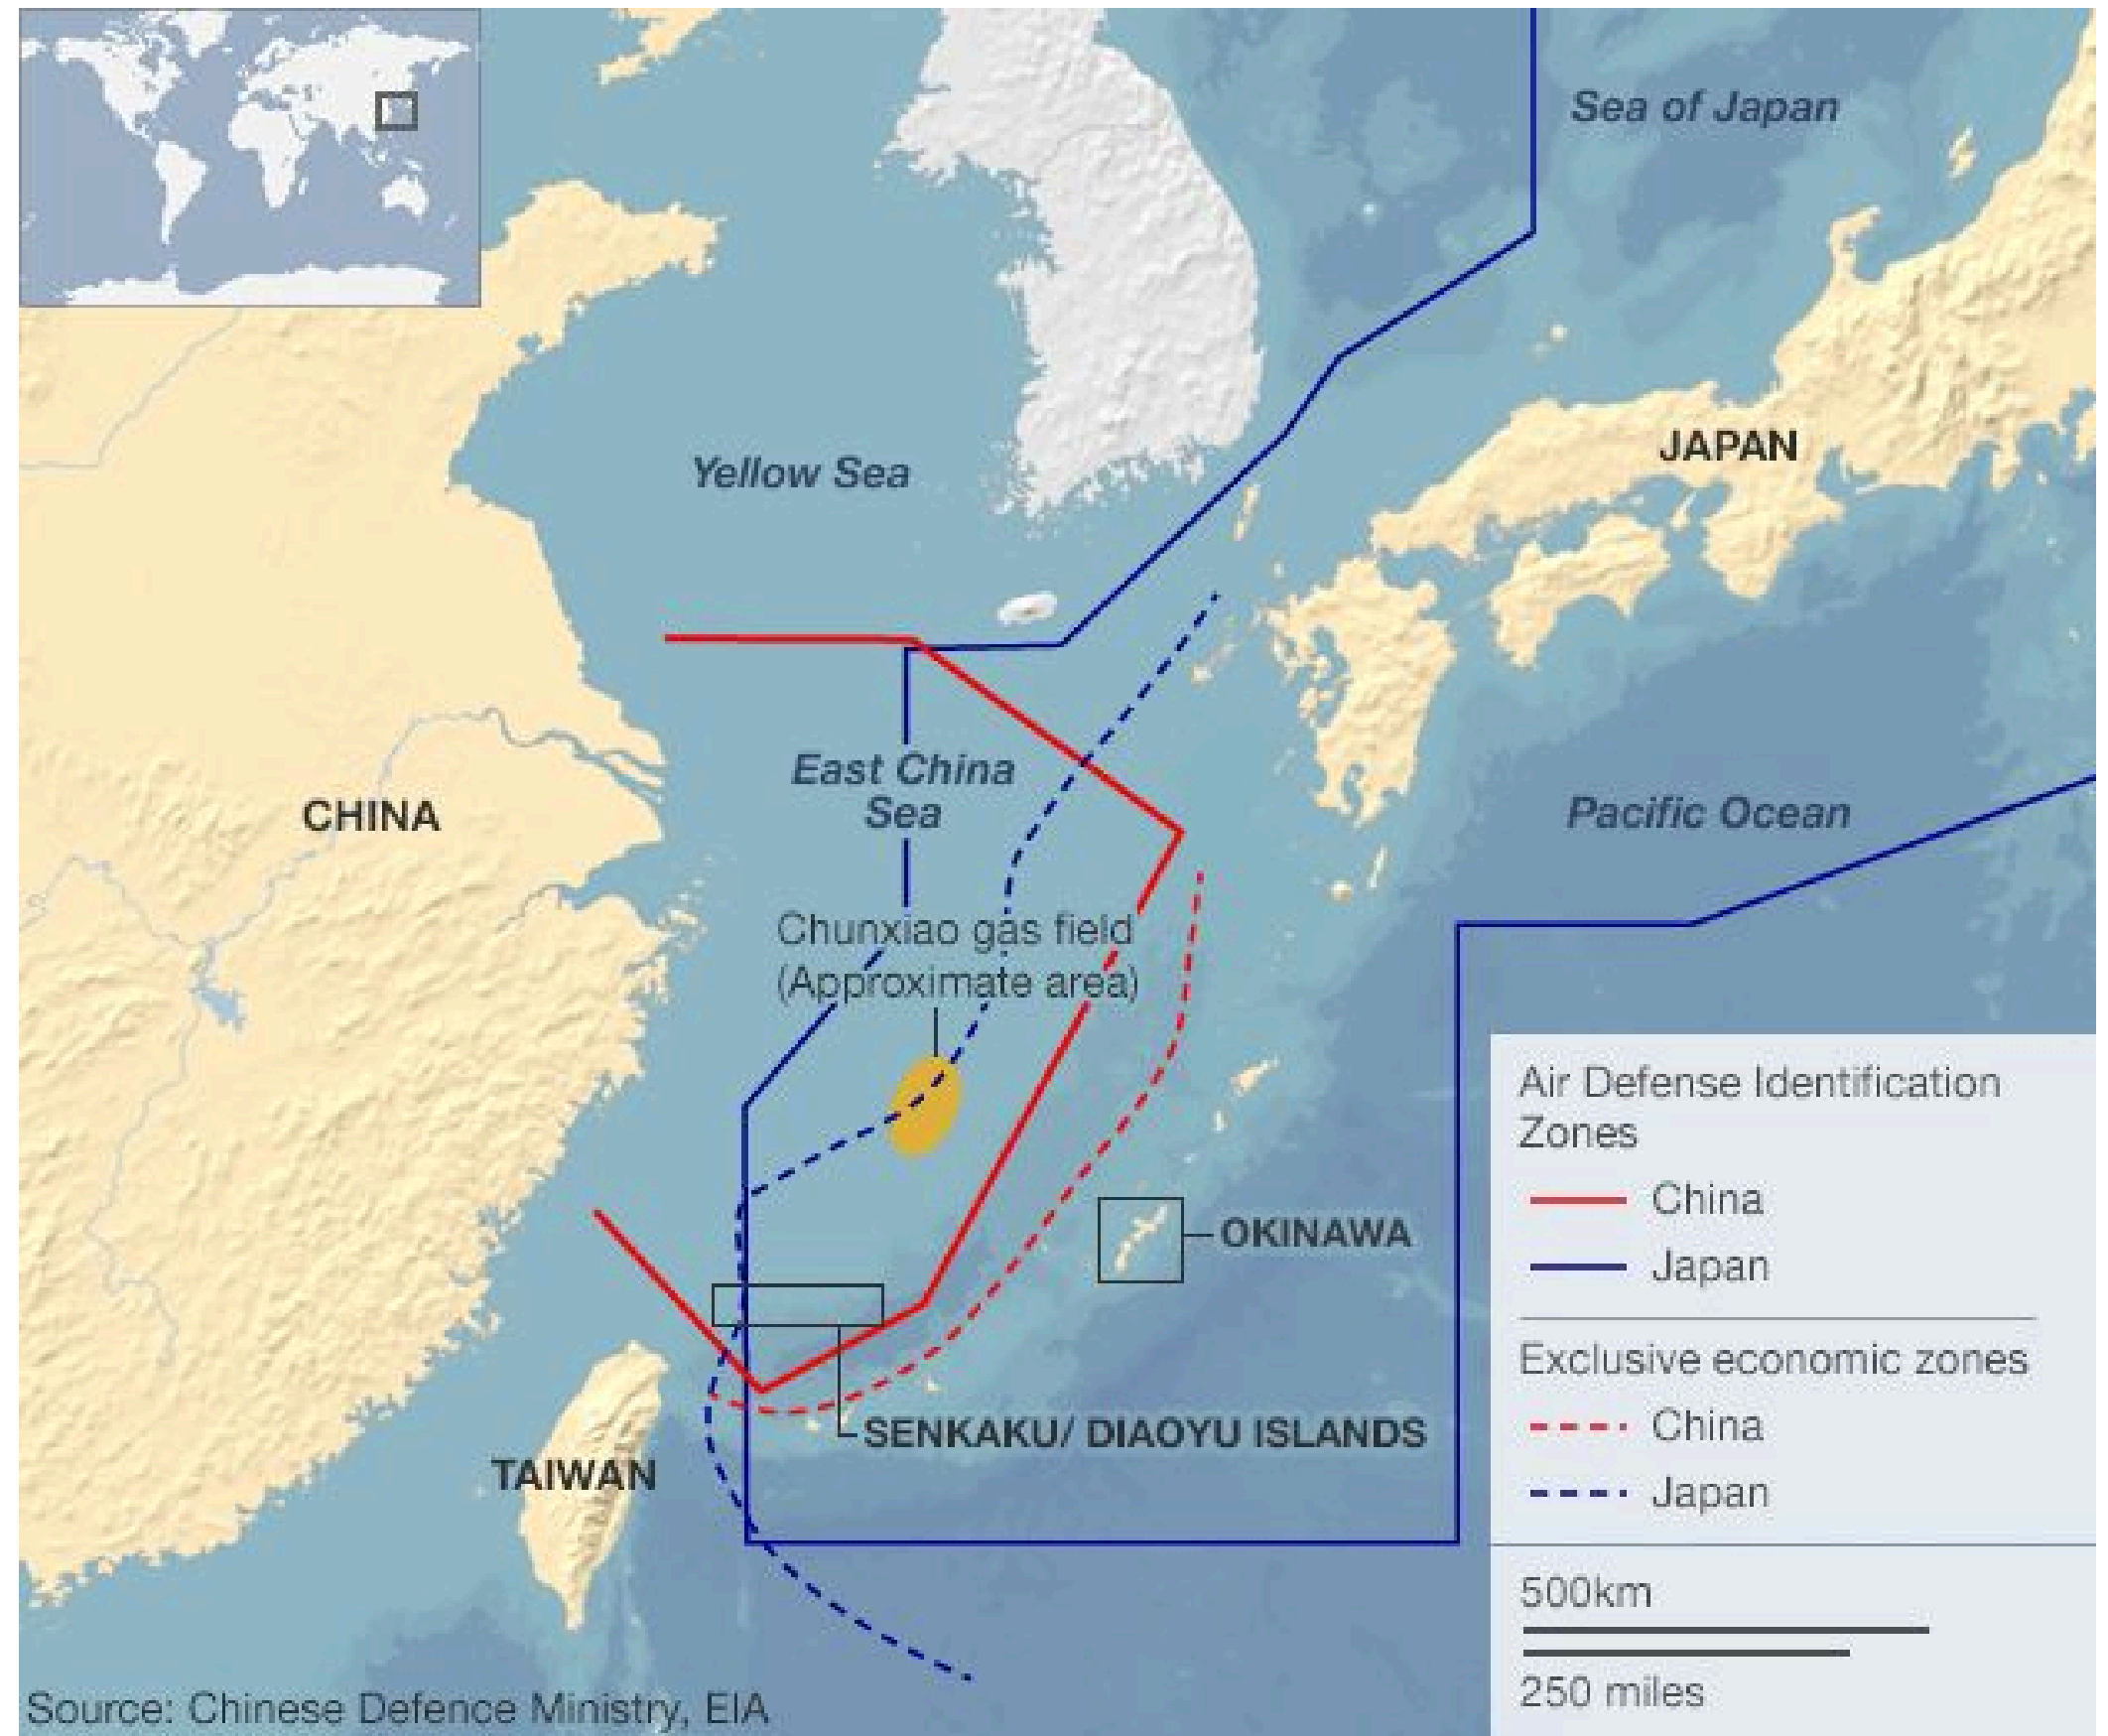 Sea of Japan
JAPAN
Yellow Sea
East China
Sea
CHINA
Pacific Ocean
Chunxiao gas field
(Approximate area)
OKINAWA
SENKAKU/ DIAOYU ISLANDS
TAIWAN
Air Defense Identification
Zones
China
Japan
Exclusive economic zones
China
Japan
500km
250 miles
Source: Chinese Defence Ministry, EIA